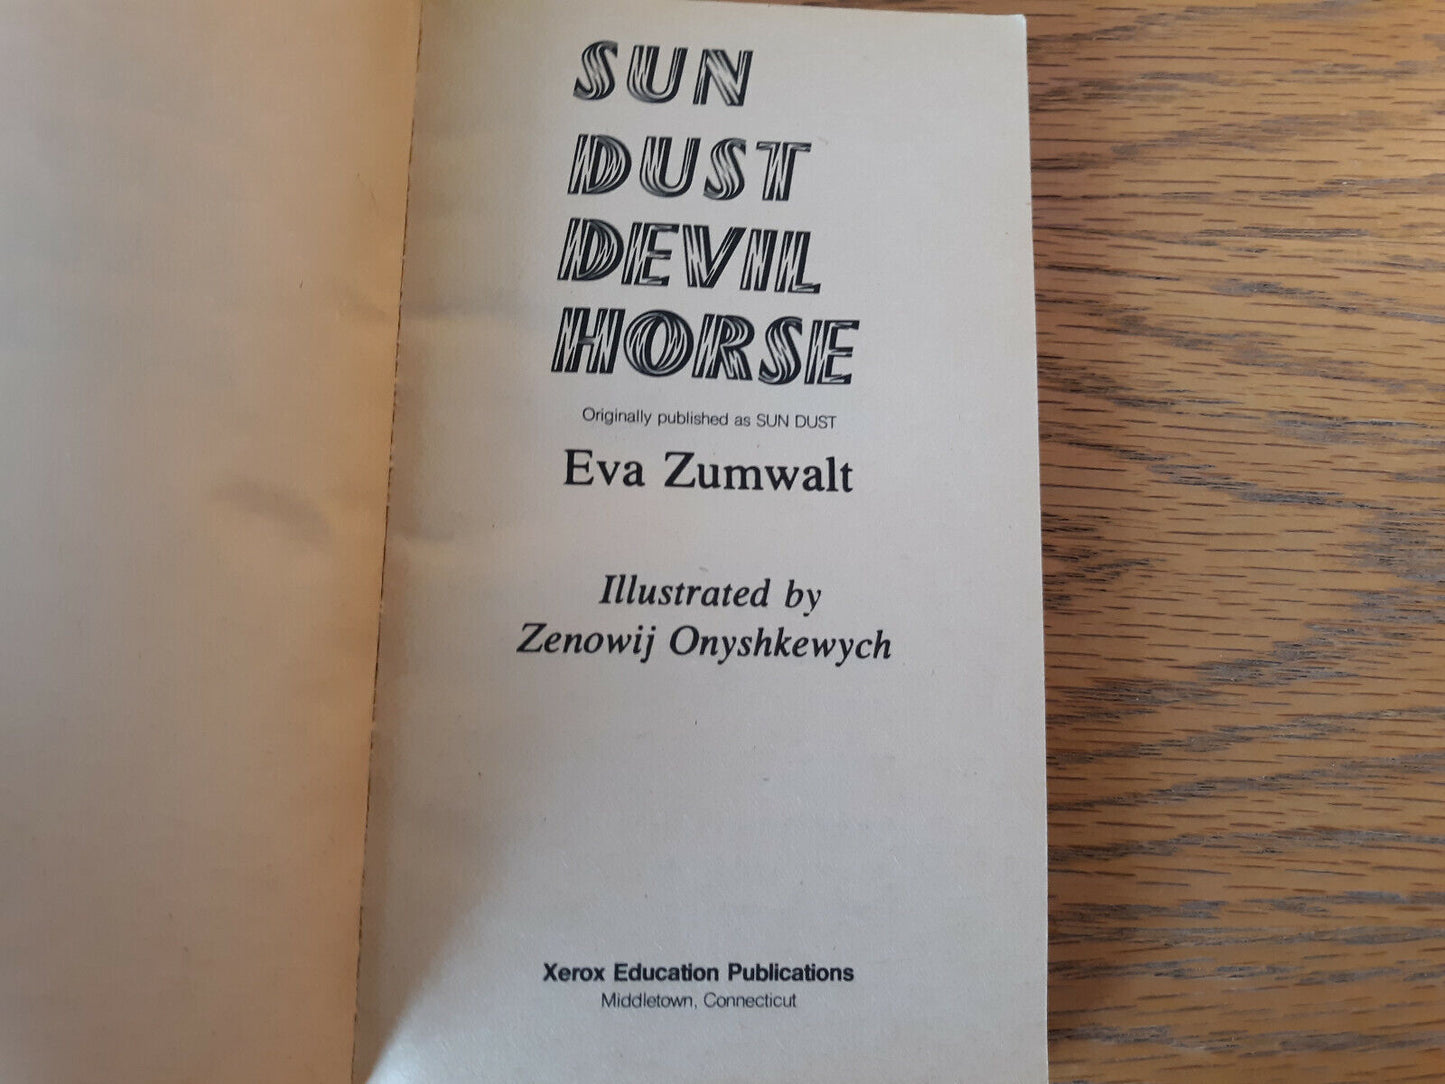 SUN
DUST
DEVIL
HORSE
Originally published as SUN DUST
Eva Zumwalt
Illustrated by
Zenowij Onyshkewych
Xerox Education Publications
Middletown, Connecticut